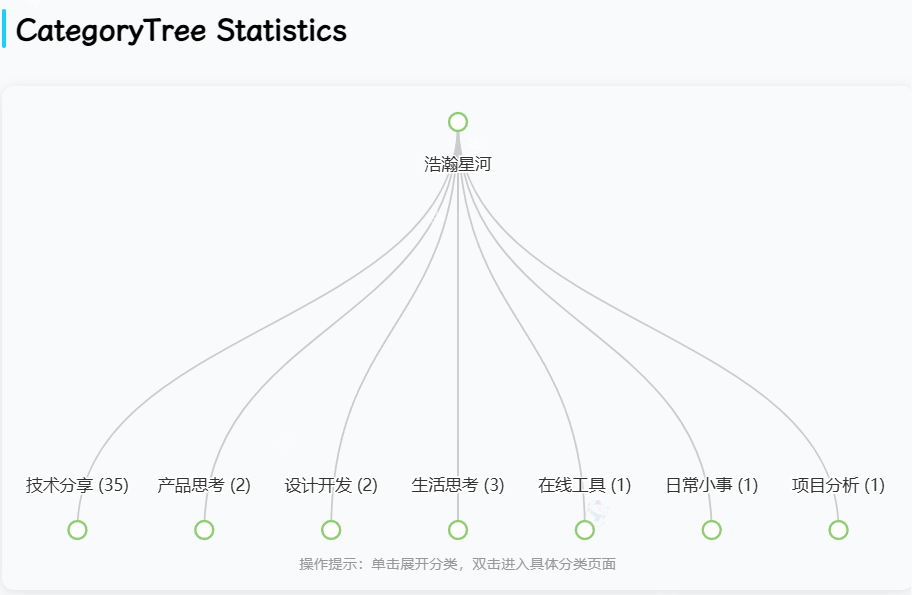 CategoryTree Statistics
浩瀚星河
技术分享 (35) 产品思考 (2) 设计开发 (2) 生活思考 (3) 在线工具 (1) 日常小事 (1) 项目分析 (1)
操作提示：单击展开分类，双击进入具体分类页面